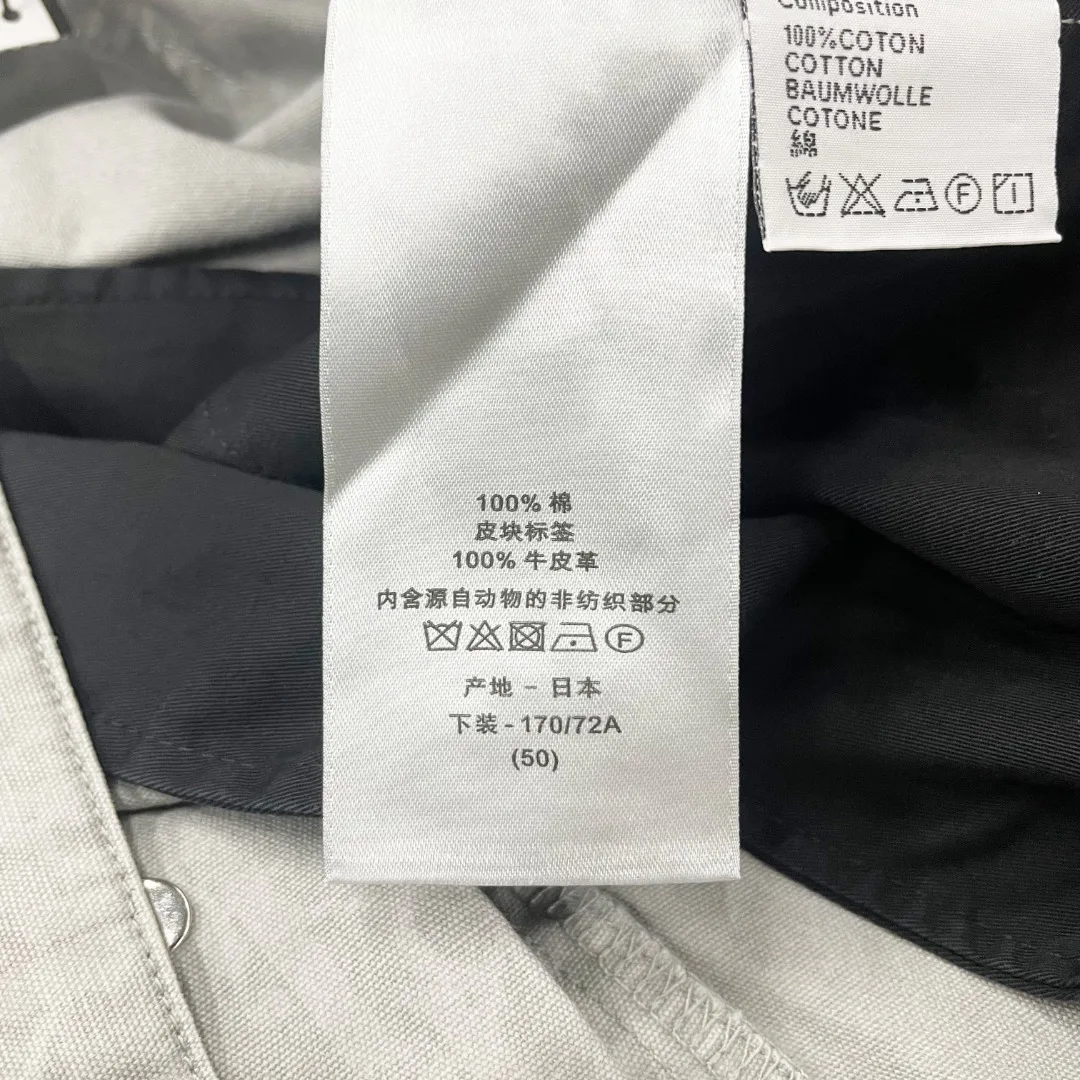 Composition
100%COTON
COTTON
BAUMWOLLE
COTONE
綿
F
100% 棉
皮块标签
100% 牛皮革
内含源自动物的非纺织部分
F
产地 - 日本
下装 - 170/72A
(50)